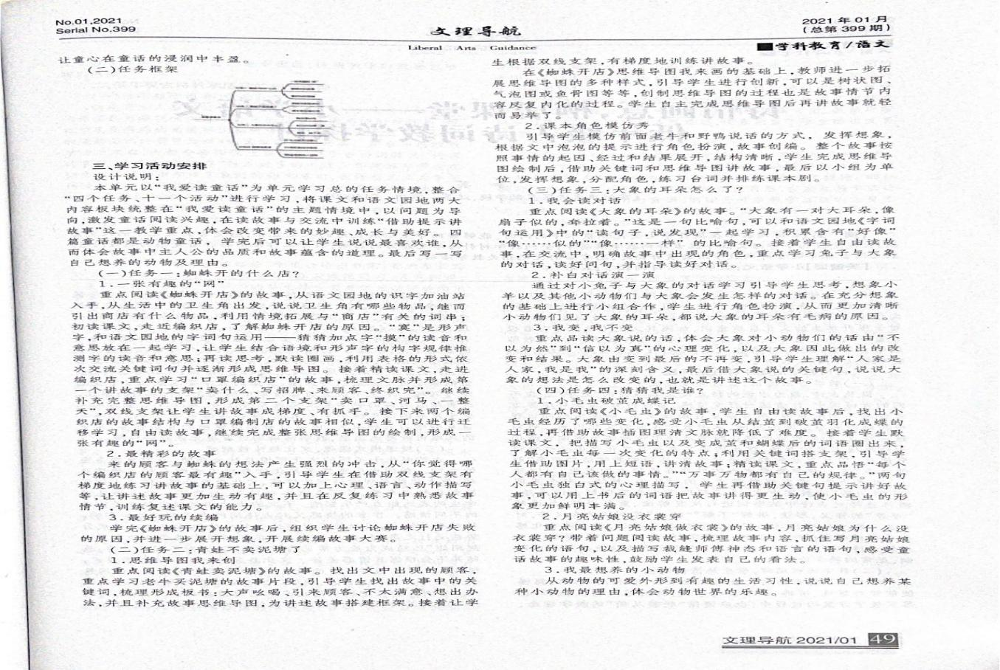 No.01,2021
Serial No.399
文理导航
Liberal Arts Guidance
2021 年 01 月
(总第 399 期)
■学科教育/语文
让童心在童话的浸润中丰盈。
(二)任务框架
三、学习活动安排
设计说明：
本单元以“我爱读童话”为单元学习总的任务情境,整合
“四个任务、十一个活动”进行学习,将课文和语文园地两大
内容板块统整在“我爱读童话”的主题情境中,以问题为导
向,激发童话阅读兴趣,在读故事与交流中训练“借助提示讲
故事”这一教学重点,体会改变带来的妙趣、成长与美好。四
篇童话都是动物童话，学完后可以让学生说说最喜欢谁,从
而体会故事中主人公的品质和故事蕴含的道理。最后写一写
自己想养的动物及理由。
(一)任务一:蜘蛛开的什么店?
1.一张有趣的“网”
重点阅读《蜘蛛开店》的故事,从语文园地的识字加油站
入手,从生活中的卫生角出发,说说卫生角有哪些物品,继而
引出商店有什么物品,利用情境拓展与“商店”有关的词串;
初读课文,走近编织店,了解蜘蛛开店的原因。“寞”是形声
字,和语文园地的字词句运用——猜猜加点字“摸”的读音和
意思放在一起学习,让学生结合语境和形声字的构字规律推
测字的读音和意思;再读思考,默读圈画,利用表格的形式依
次交流关键词句并逐渐形成思维导图。接着精读课文,走进
编织店,重点学习“口罩编织店”的故事,梳理文脉并形成第
一个讲故事的支架“卖什么、写招牌、来顾客、终织完”。继续
补充完整思维导图,形成第二个支架“卖口罩、河马、一整
天”,双线支架让学生讲故事成梯度、有抓手。接下来两个编
织店的故事结构与口罩编制店的故事相似,学生可以进行迁
移学习，自由读故事,继续完成整张思维导图的绘制,形成一
张有趣的“网”。
2.最精彩的故事
来的顾客与蜘蛛的想法产生强烈的冲击,从“你觉得哪
个编织店的顾客最有趣”入手,引导学生在借助双线支架有
梯度地练习讲故事的基础上,可以加上心理、语言、动作描写
等,让讲述故事更加生动有趣,并且在反复练习中熟悉故事
情节,训练复述课文的能力。
3.最好玩的续编
学完《蜘蛛开店》的故事后,组织学生讨论蜘蛛开店失败
的原因,并进一步展开想象,开展续编故事大赛。
(二)任务二:青蛙不卖泥塘了
1.思维导图我来创
重点阅读《青蛙卖泥塘》的故事。找出文中出现的顾客,
重点学习老牛买泥塘的故事片段,引导学生找出故事中的关
键词,梳理形成板书:大声吆喝、引来顾客、不太满意、想出办
法,并且补充故事思维导图,为讲述故事搭建框架。接着让学
生根据双线支架,有梯度地训练讲故事。
在《蜘蛛开店》思维导图我来画的基础上,教师进一步拓
展思维导图的多种样式,引导学生进行创新,可以是树状图、
气泡图或鱼骨图等等,创制思维导图的过程也是故事情节内
容反复内化的过程。学生自主完成思维导图后再讲故事就轻
而易举了。
2.课本角色模仿秀
引导学生模仿前面老牛和野鸭说话的方式，发挥想象,
根据文中泡泡的提示进行角色扮演,故事创编。整个故事按
照事情的起因、经过和结果展开,结构清晰,学生完成思维导
图绘制后,借助关键词和思维导图讲故事,最后以小组为单
位,发挥想象,分配角色,练习台词并排练课本剧。
(三)任务三:大象的耳朵怎么了?
1.我会读对话
重点阅读《大象的耳朵》的故事。“大象有一对大耳朵,像
扇子似的,耷拉着。”这是一句比喻句,可以和语文园地《字词
句运用》中的“读句子,说发现”一起学习,积累含有“好像”
“像……似的”“像……一样” 的比喻句。接着学生自由读故
事,在交流中,明确故事中出现的角色,重点学习兔子与大象
的对话,读好问句,并指导读好对话。
2.补白对话演一演
通过对小兔子与大象的对话学习引导学生思考,想象小
羊以及其他小动物们与大象会发生怎样的对话。在充分想象
的基础上进行小组合作,学生进行角色扮演,从而更加清晰
小动物们见了大象的耳朵,都说大象的耳朵有毛病的原因。
3.我变,我不变
重点品读大象说的话,体会大象对小动物们的话由“不
以为然”到“信以为真”的心理变化,以及大象因此做出的改
变和结果。大象由变到最后的不再变,引导学生理解“人家是
人家,我是我”的深刻含义,最后借大象说的关键句,说说大
象的想法是怎么改变的,也就是讲述这个故事。
(四)任务四:猜猜我是谁?
1.小毛虫破茧成蝶记
重点阅读《小毛虫》的故事,学生自由读故事后,找出小
毛虫经历了哪些变化,感受小毛虫从结茧到破茧羽化成蝶的
过程,再借助故事插图理清文脉就降低了难度。接着学生默
读课文，把描写小毛虫以及变成茧和蝴蝶后的词语圈出来,
了解小毛虫每一次变化的特点;利用关键词搭支架,引导学
生借助图片,用上短语,讲清故事;精读课文,重点品悟“每个
人都有自己该做的事情。”“万事万物都有自己的规律。”两句
小毛虫独白式的心理描写，学生再借助关键句提示讲好故
事,可以用上书后的词语把故事讲得更生动,使小毛虫的形
象更加鲜明丰满。
2.月亮姑娘没衣裳穿
重点阅读《月亮姑娘做衣裳》的故事,月亮姑娘为什么没
衣裳穿?带着问题阅读故事,梳理故事内容,抓住写月亮姑娘
变化的语句,以及描写裁缝师傅神态和语言的语句,感受童
话故事的趣味性,鼓励学生发表自己的看法。
3.我最想养的小动物
从动物的可爱外形到有趣的生活习性,说说自己想养某
种小动物的理由,体会动物世界的乐趣。
文理导航 2021/01 49